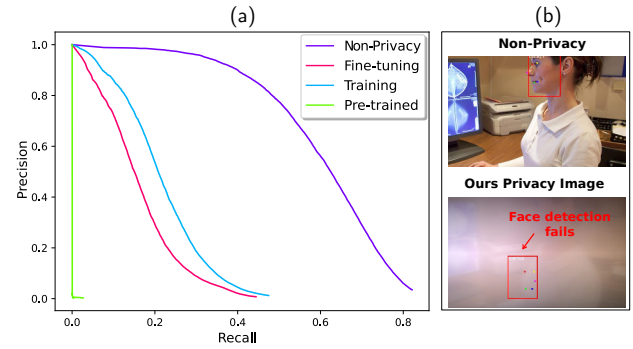 (a)
1.0
0.8
0.6
0.4
0.2
0.0
Precision
0.0
0.2
0.4
0.6
0.8
Recall
Non-Privacy
Fine-tuning
Training
Pre-trained
(b)
Non-Privacy
Ours Privacy Image
Face detection
fails